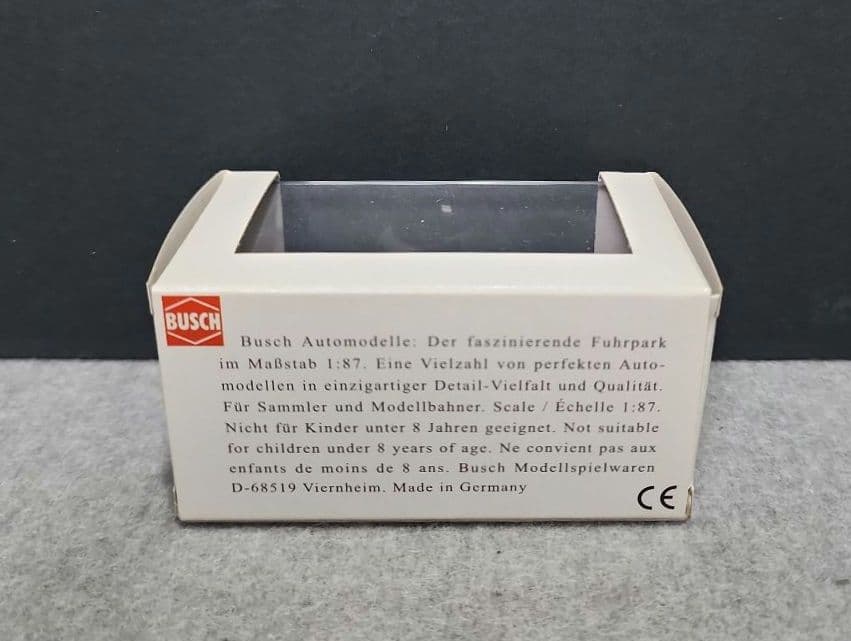 BUSCH
Busch Automodelle: Der faszinierende Fuhrpark
im Maßstab 1:87. Eine Vielzahl von perfekten Auto-
modellen in einzigartiger Detail-Vielfalt und Qualität.
Für Sammler und Modellbahner. Scale / Échelle 1:87.
Nicht für Kinder unter 8 Jahren geeignet. Not suitable
for children under 8 years of age. Ne convient pas aux
enfants de moins de 8 ans. Busch Modellspielwaren
D-68519 Viernheim. Made in Germany
CE